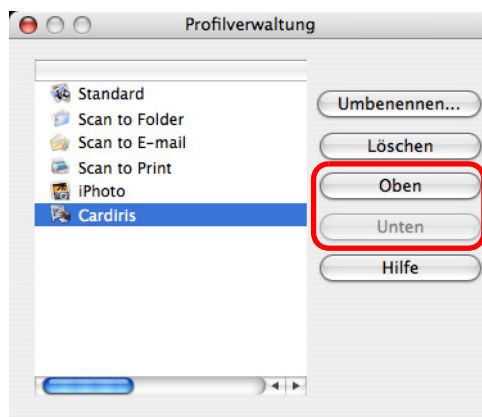 Profilverwaltung
Standard
Scan to Folder
Scan to E-mail
Scan to Print
iPhoto
Cardiris
Umbenennen...
Löschen
Oben
Unten
Hilfe